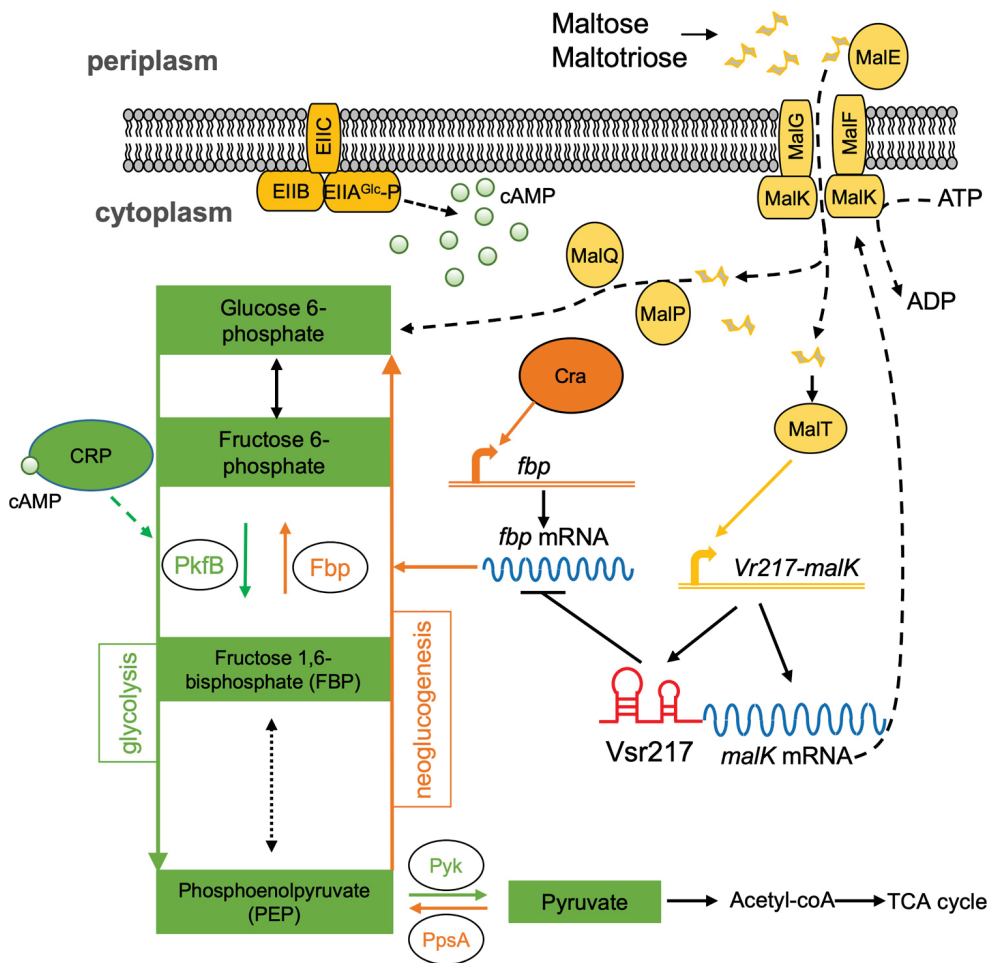 Maltose
Maltotriose
MalE
periplasm
EIIC
MalG
MalF
EIIB
EIIAGlc-P
cAMP
MalK
MalK
ATP
cytoplasm
ADP
MalQ
MalP
Glucose 6-
phosphate
Cra
MalT
Fructose 6-
phosphate
CRP
cAMP
fbp
fbp mRNA
Vr217-malK
PkfB
Fbp
Fructose 1,6-
bisphosphate (FBP)
glycolysis
neoglucogenesis
Vsr217
malK mRNA
Phosphoenolpyruvate
(PEP)
Pyk
PpsA
Pyruvate
Acetyl-coA
TCA cycle